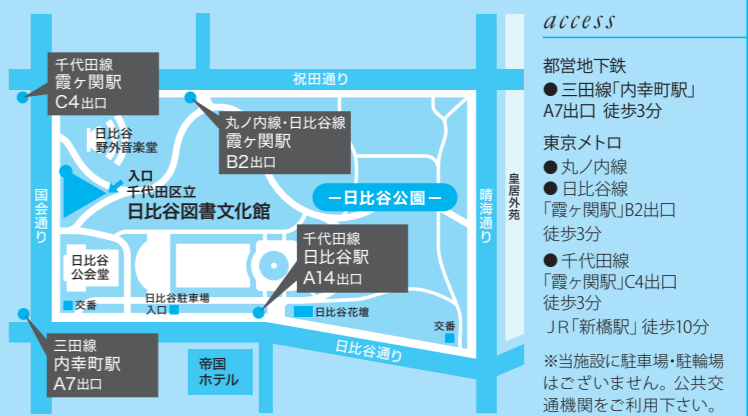 千代田線
霞ヶ関駅
C4出口
祝田通り
丸ノ内線・日比谷線
霞ヶ関駅
B2出口
日比谷
野外音楽堂
入口
千代田区立
日比谷図書文化館
国会通り
ー日比谷公園ー
晴海通り
皇居外苑
千代田線
日比谷駅
A14出口
日比谷
公会堂
交番
日比谷駐車場
入口
日比谷花壇
交番
日比谷通り
三田線
内幸町駅
A7出口
帝国
ホテル
access
都営地下鉄
●三田線「内幸町駅」
A7出口 徒歩3分
東京メトロ
●丸ノ内線
●日比谷線
「霞ヶ関駅」B2出口
徒歩3分
●千代田線
「霞ヶ関駅」C4出口
徒歩3分
JR「新橋駅」徒歩10分
※当施設に駐車場・駐輪場
はございません。公共交
通機関をご利用下さい。